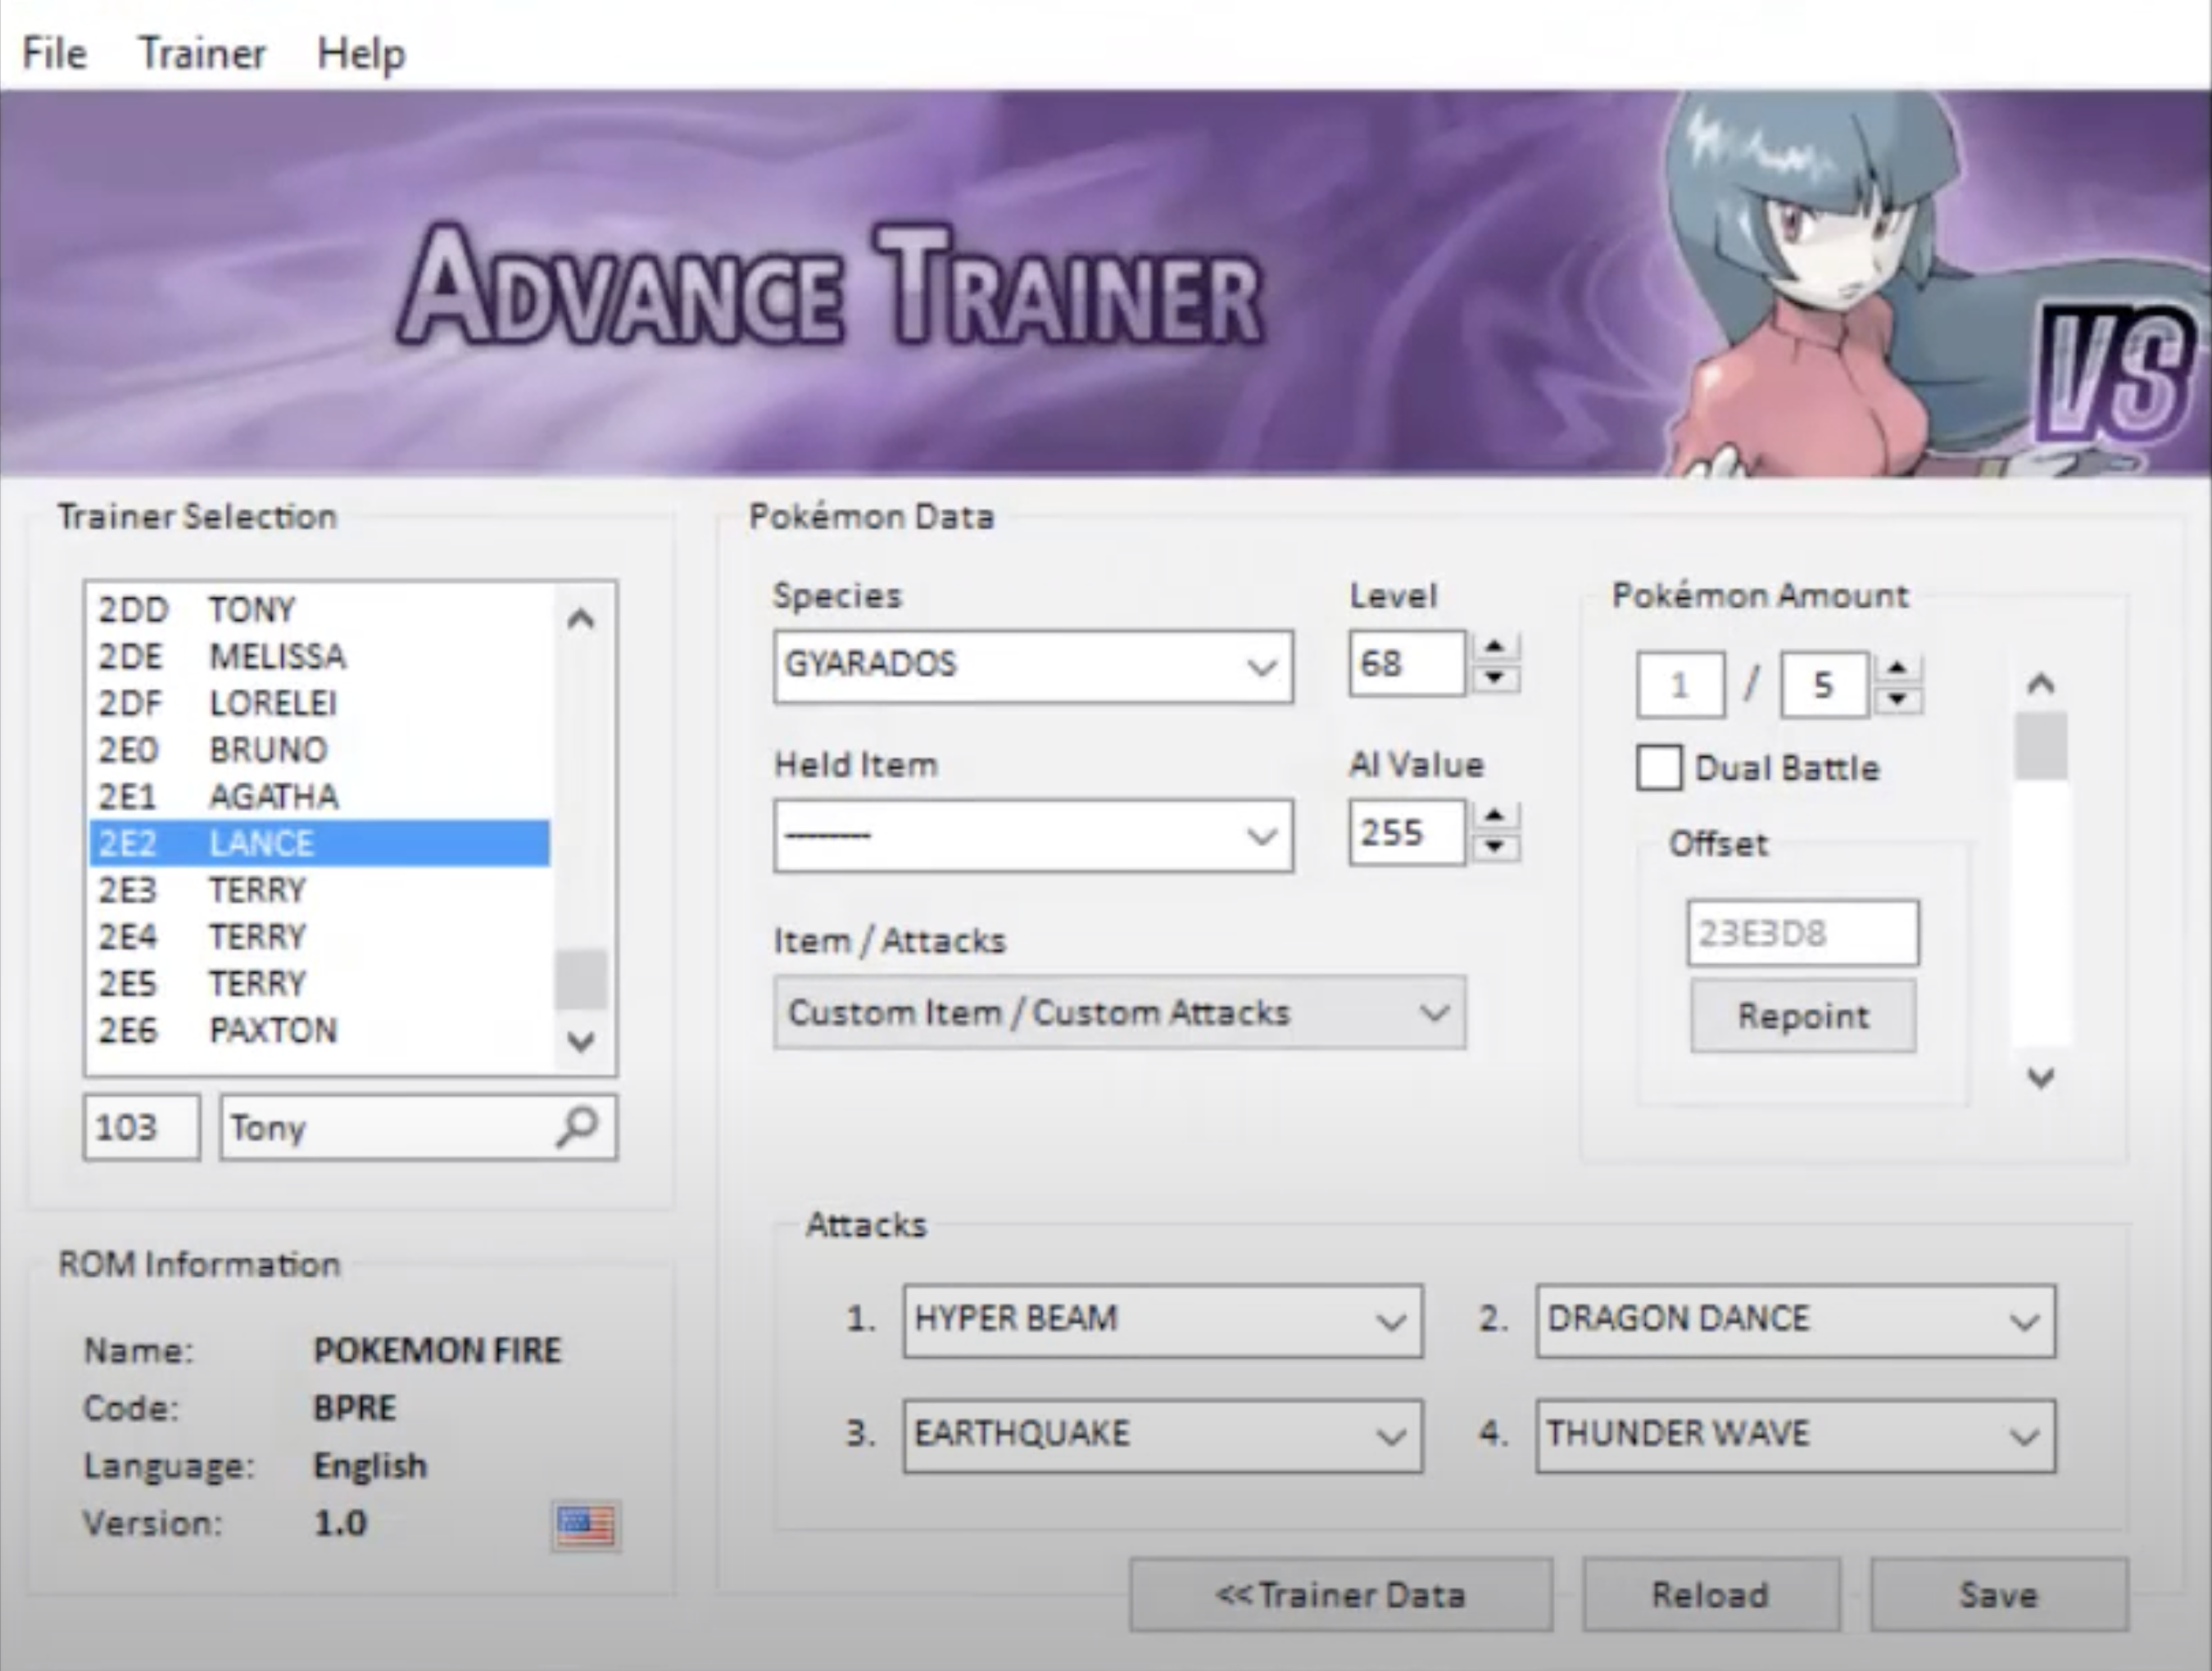 File Trainer Help
ADVANCE TRAINER
VS
Trainer Selection
2DD TONY
2DE MELISSA
2DF LORELEI
2E0 BRUNO
2E1 AGATHA
2E2 LANCE
2E3 TERRY
2E4 TERRY
2E5 TERRY
2E6 PAXTON
103 Tony
ROM Information
Name: POKEMON FIRE
Code: BPRE
Language: English
Version: 1.0
Pokémon Data
Species
GYARADOS
Level
68
Held Item
--------
AI Value
255
Item / Attacks
Custom Item / Custom Attacks
Pokémon Amount
1 / 5
Dual Battle
Offset
23E3D8
Repoint
Attacks
1. HYPER BEAM
2. DRAGON DANCE
3. EARTHQUAKE
4. THUNDER WAVE
<< Trainer Data Reload Save